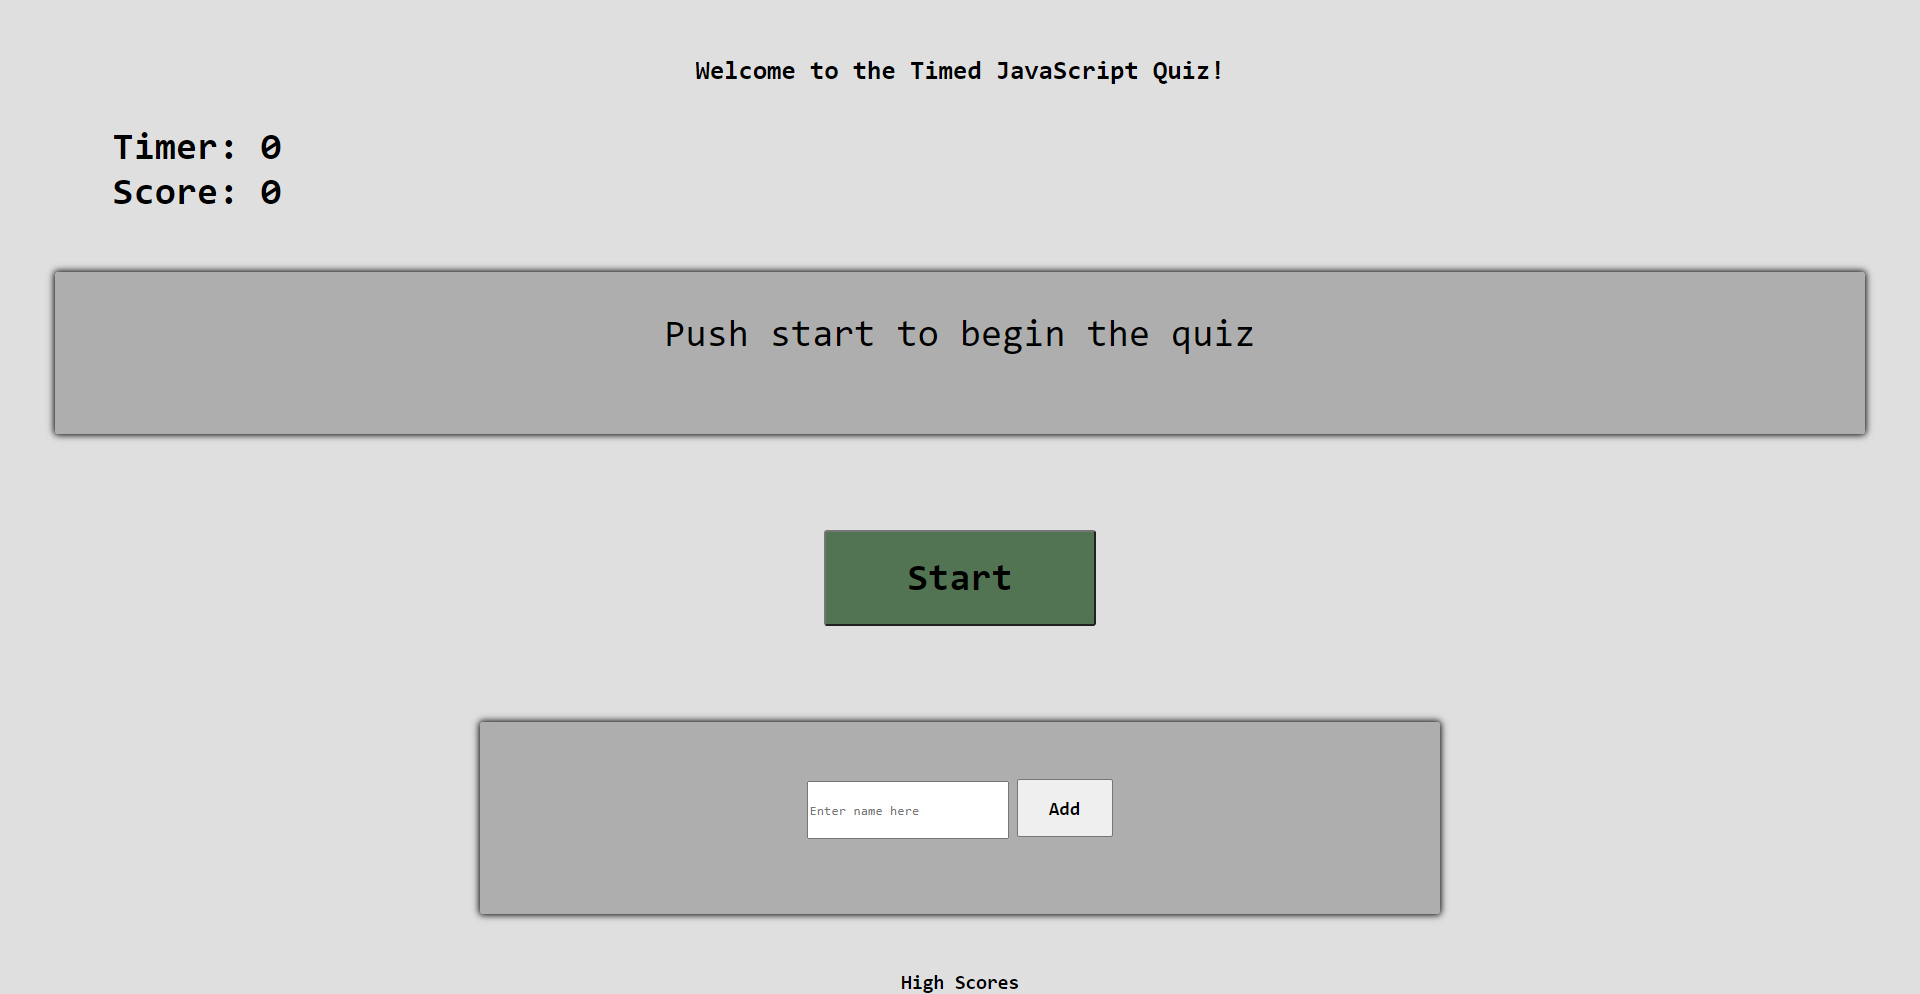 Welcome to the Timed JavaScript Quiz!
Timer: 0
Score: 0
Push start to begin the quiz
Start
Enter name here
Add
High Scores